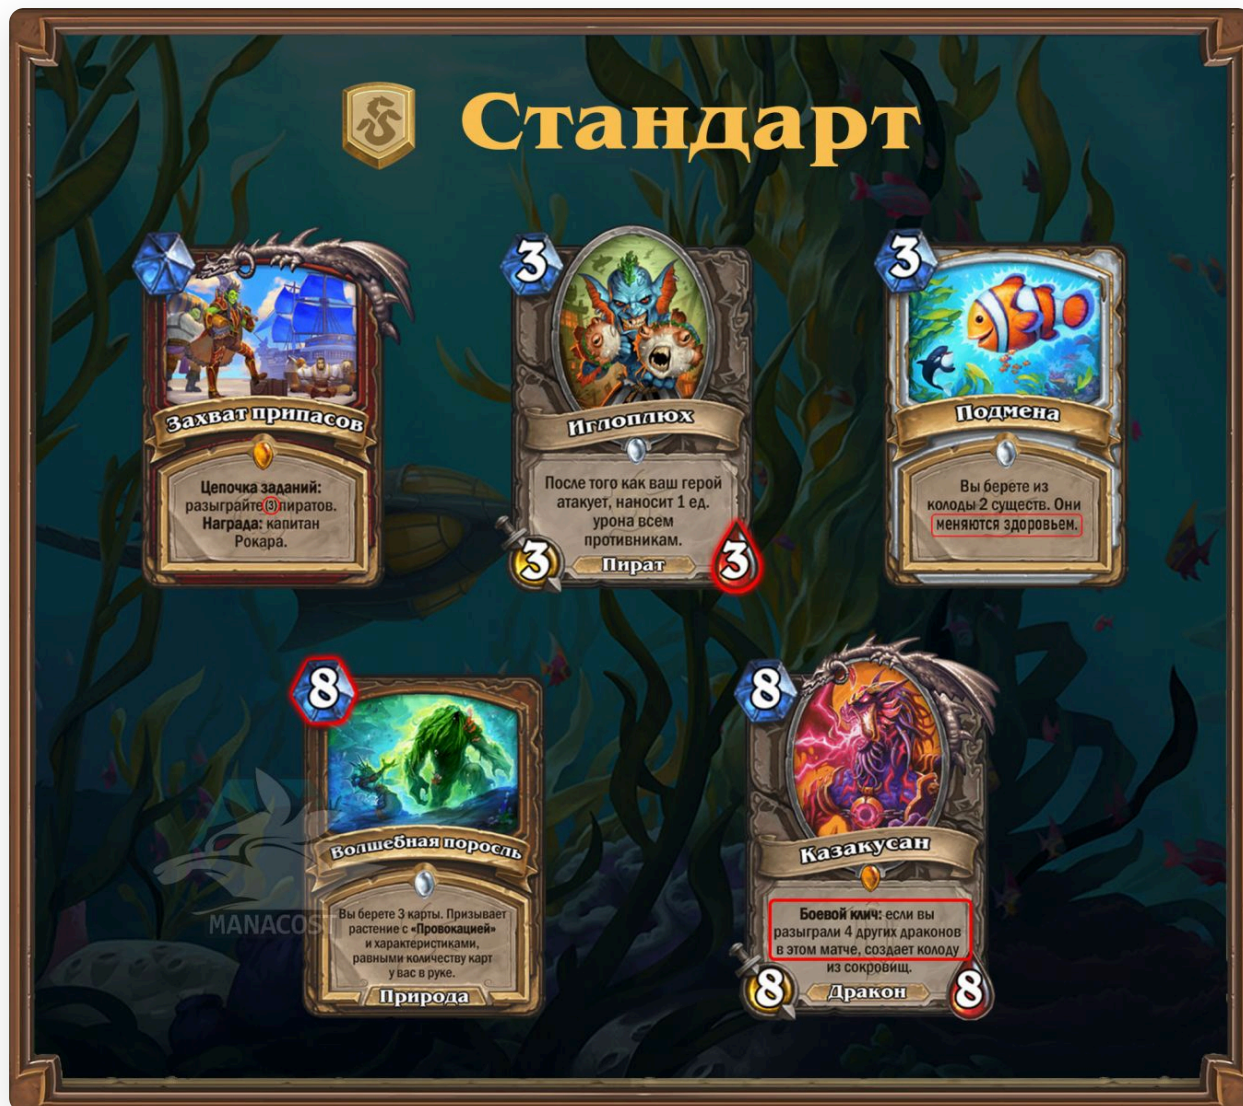 Стандарт
Захват припасов
Цепочка заданий:
разыграйте (3) пиратов.
Награда: капитан
Рокара.
3
Иглоплюх
После того как ваш герой
атакует, наносит 1 ед.
урона всем
противникам.
3
Пират
3
3
Подмена
Вы берете из
колоды 2 существ. Они
меняются здоровьем.
8
Волшебная поросль
Вы берете 3 карты. Призывает
растение с «Провокацией»
и характеристиками,
равными количеству карт
у вас в руке.
Природа
8
Казакусан
Боевой клич: если вы
разыграли 4 других драконов
в этом матче, создает колоду
из сокровищ.
8
Дракон
8
MANACOST